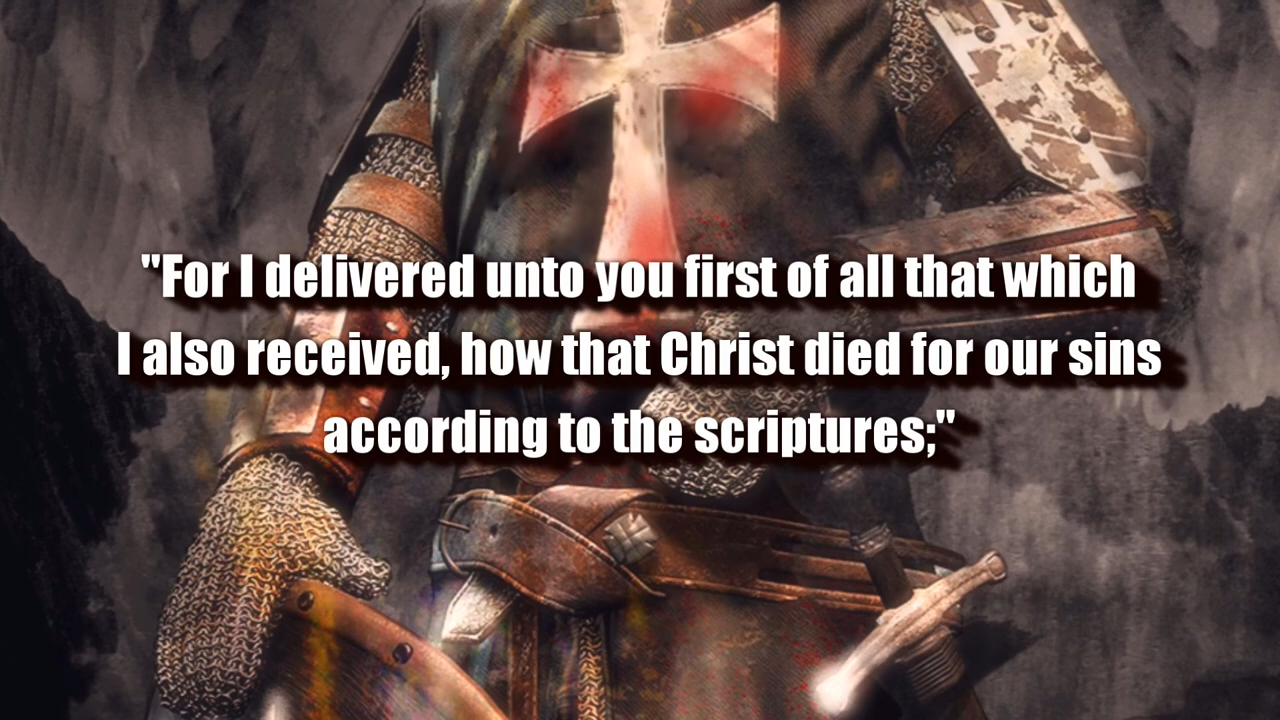 "For I delivered unto you first of all that which
I also received, how that Christ died for our sins
according to the scriptures;"